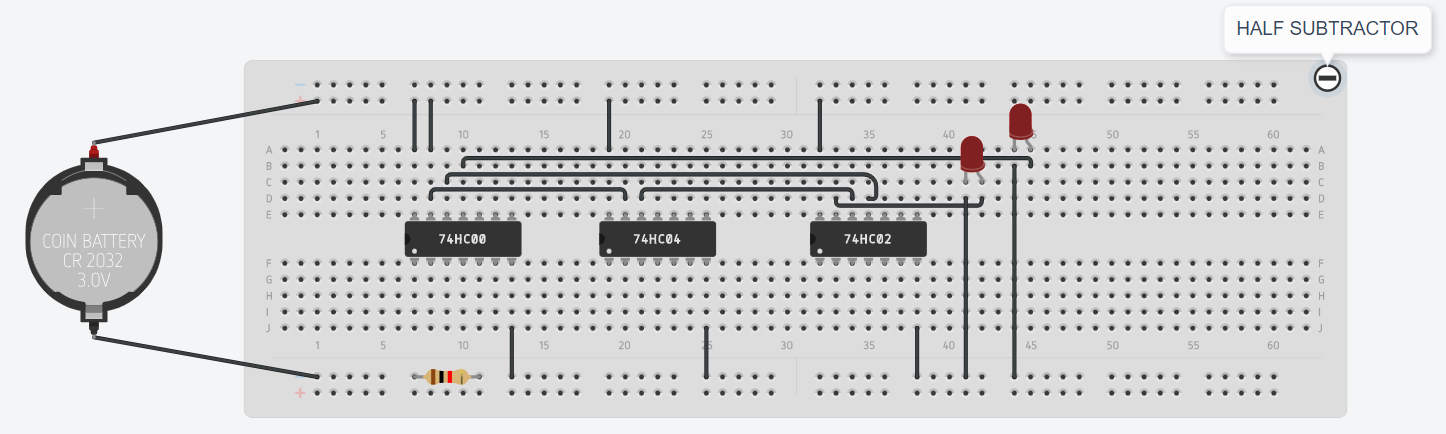 HALF SUBTRACTOR
−
+
1 5 10 15 20 25 30 35 40 45 50 55 60
A A
B B
C C
D D
E E
74HC00 74HC04 74HC02
COIN BATTERY
CR 2032
3.0V
F F
G G
H H
I I
J J
1 5 10 15 20 25 30 35 40 45 50 55 60
+